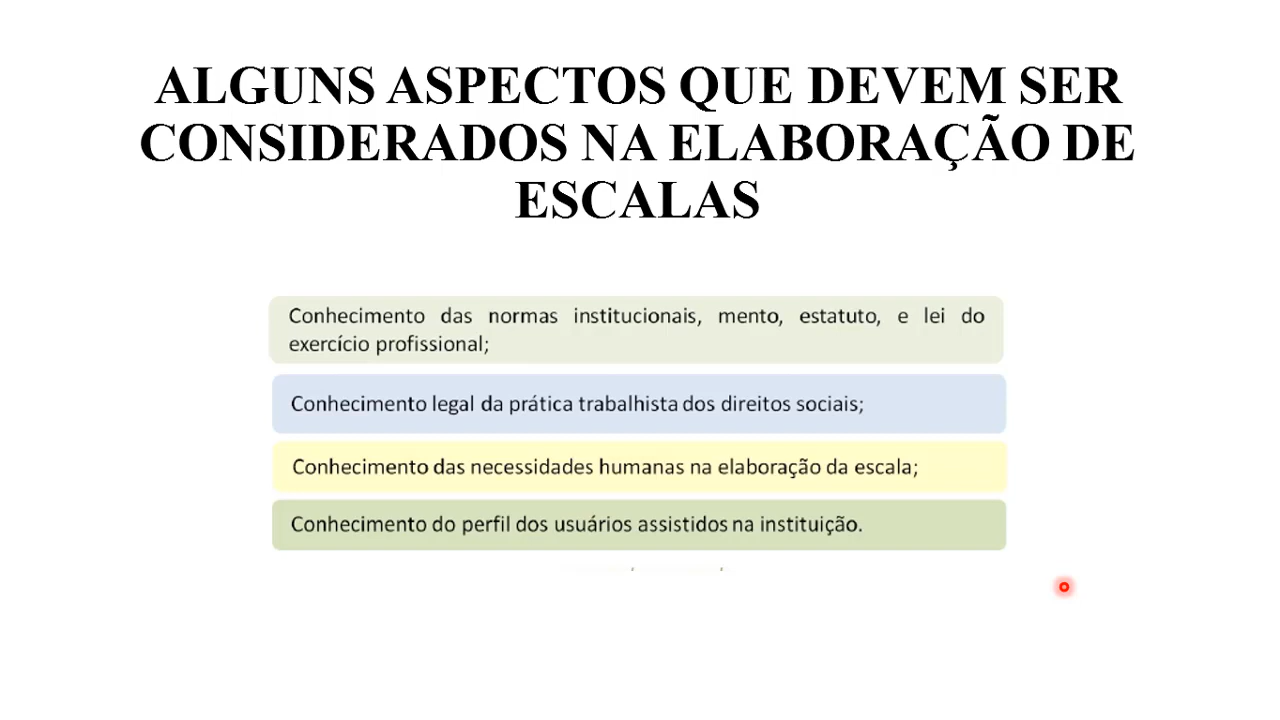 ALGUNS ASPECTOS QUE DEVEM SER
CONSIDERADOS NA ELABORAÇÃO DE
ESCALAS
Conhecimento das normas institucionais, mento, estatuto, e lei do
exercício profissional;
Conhecimento legal da prática trabalhista dos direitos sociais;
Conhecimento das necessidades humanas na elaboração da escala;
Conhecimento do perfil dos usuários assistidos na instituição.